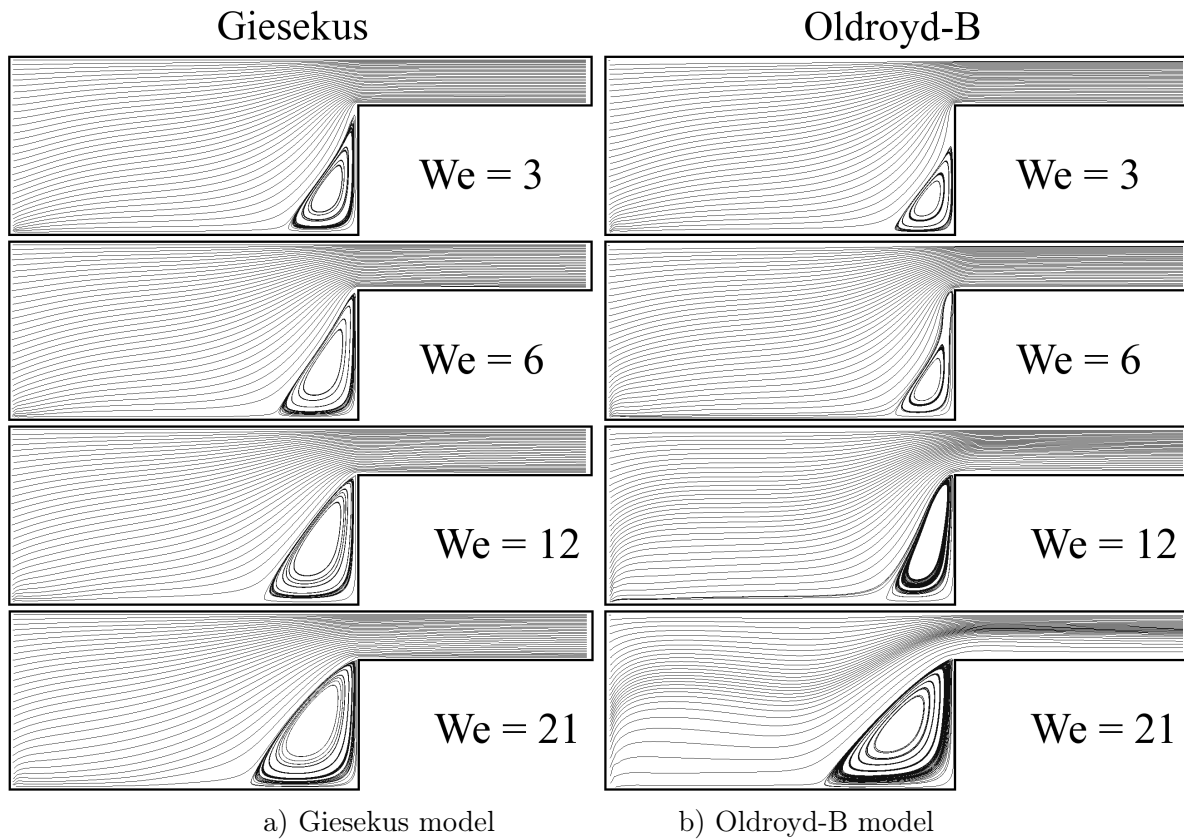 Giesekus Oldroyd-B
We = 3 We = 3
We = 6 We = 6
We = 12 We = 12
We = 21 We = 21
a) Giesekus model b) Oldroyd-B model